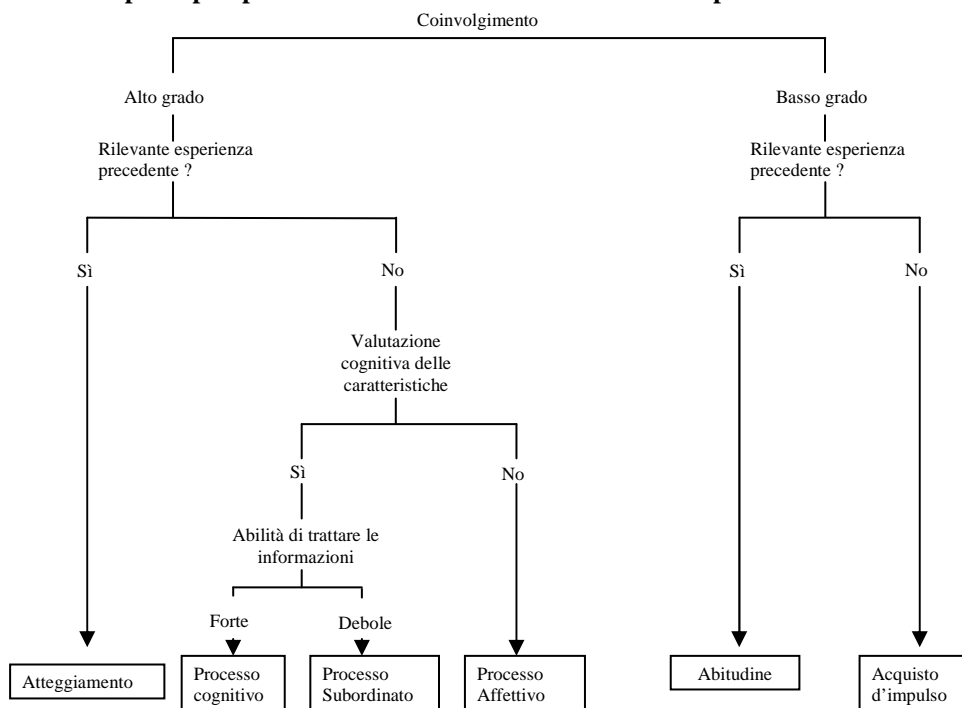 Coinvolgimento
Alto grado
Basso grado
Rilevante esperienza
precedente ?
Rilevante esperienza
precedente ?
Sì
No
Sì
No
Valutazione
cognitiva delle
caratteristiche
Sì
No
Abilità di trattare le
informazioni
Forte
Debole
Atteggiamento
Processo
cognitivo
Processo
Subordinato
Processo
Affettivo
Abitudine
Acquisto
d’impulso